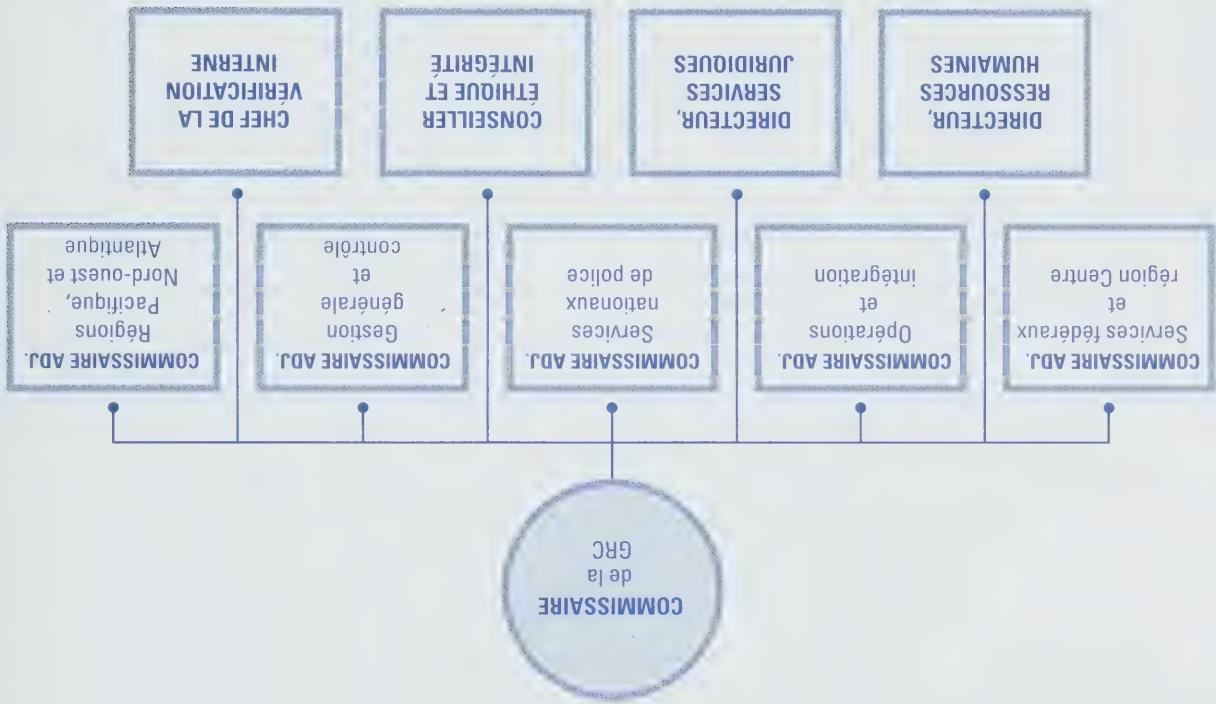 COMMISSAIRE
de la
GRC
COMMISSAIRE ADJ.
Services fédéraux
et
région Centre
COMMISSAIRE ADJ.
Opérations
et
intégration
COMMISSAIRE ADJ.
Services
nationaux
de police
COMMISSAIRE ADJ.
Gestion
générale
et
contrôle
COMMISSAIRE ADJ.
Régions
Pacifique,
Nord-ouest et
Atlantique
DIRECTEUR,
RESSOURCES
HUMAINES
DIRECTEUR,
SERVICES
JURIDIQUES
CONSEILLER
ÉTHIQUE ET
INTÉGRITÉ
CHEF DE LA
VÉRIFICATION
INTERNE